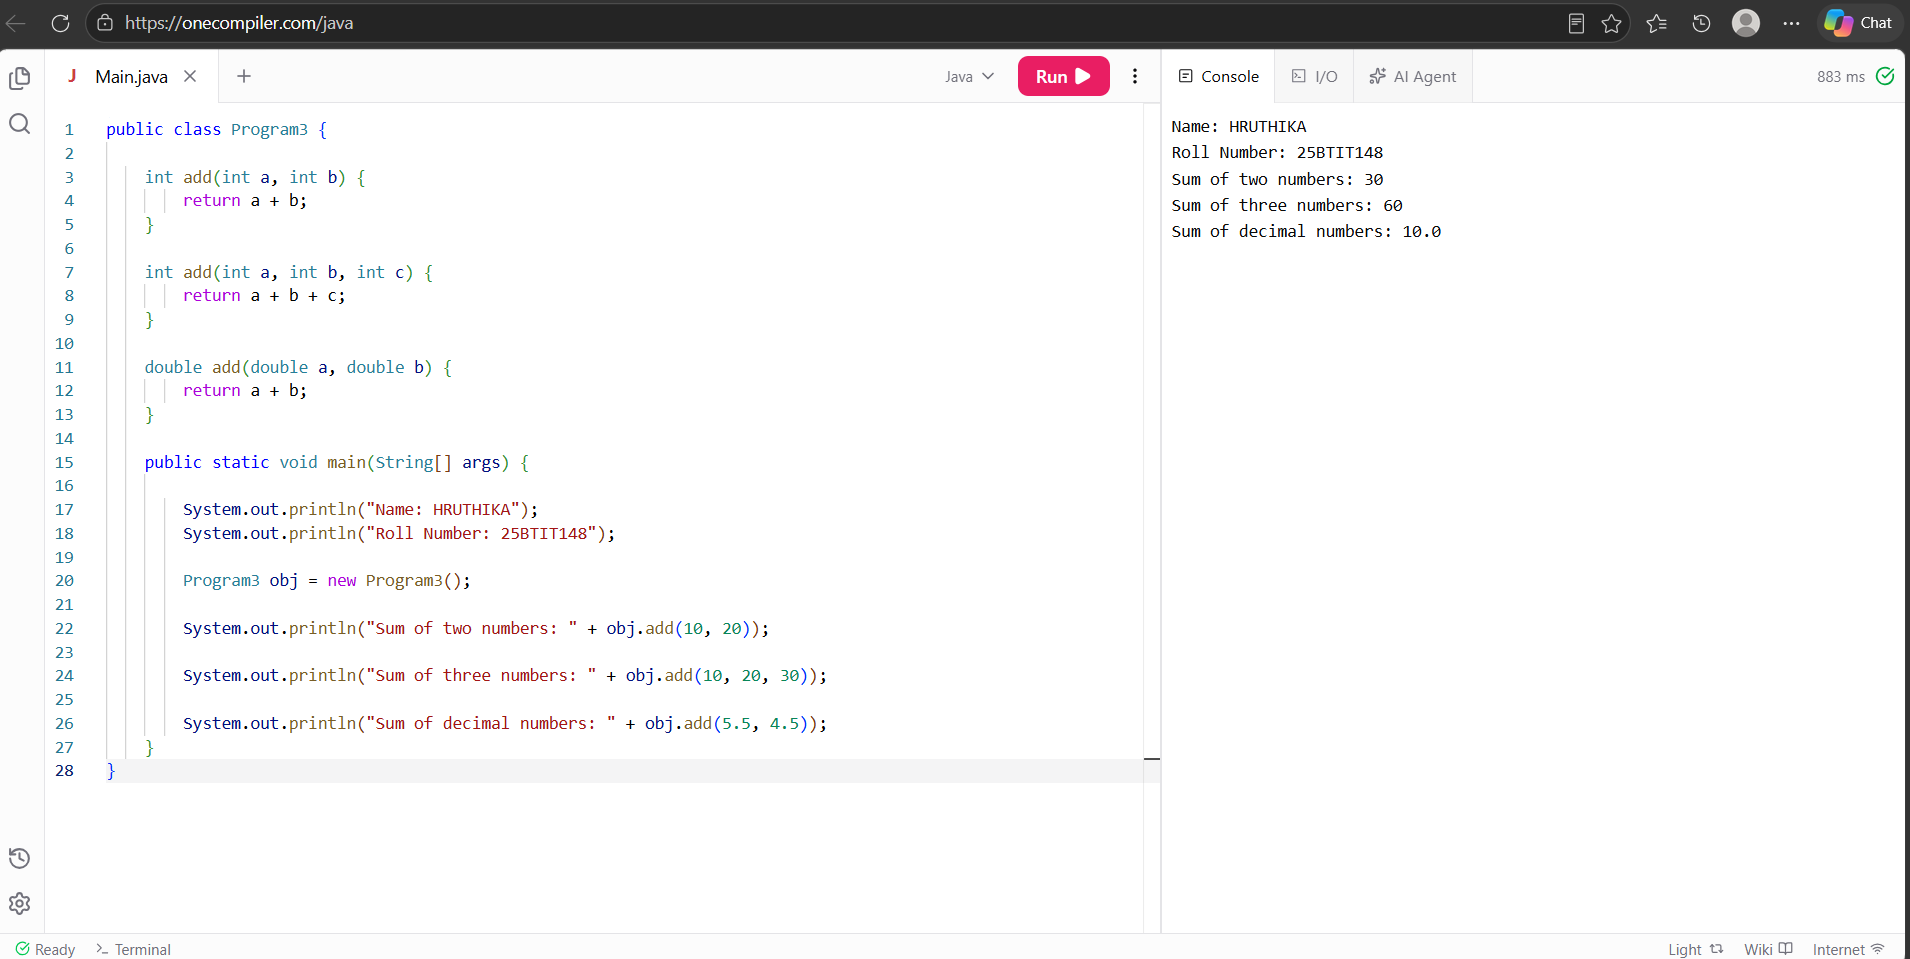 https://onecompiler.com/java
Chat
J Main.java
Java
Run
Console
I/O
AI Agent
883 ms
1 public class Program3 {
2
3 int add(int a, int b) {
4 return a + b;
5 }
6
7 int add(int a, int b, int c) {
8 return a + b + c;
9 }
10
11 double add(double a, double b) {
12 return a + b;
13 }
14
15 public static void main(String[] args) {
16
17 System.out.println("Name: HRUTHIKA");
18 System.out.println("Roll Number: 25BTIT148");
19
20 Program3 obj = new Program3();
21
22 System.out.println("Sum of two numbers: " + obj.add(10, 20));
23
24 System.out.println("Sum of three numbers: " + obj.add(10, 20, 30));
25
26 System.out.println("Sum of decimal numbers: " + obj.add(5.5, 4.5));
27 }
28 }
Name: HRUTHIKA
Roll Number: 25BTIT148
Sum of two numbers: 30
Sum of three numbers: 60
Sum of decimal numbers: 10.0
Ready
Terminal
Light
Wiki
Internet